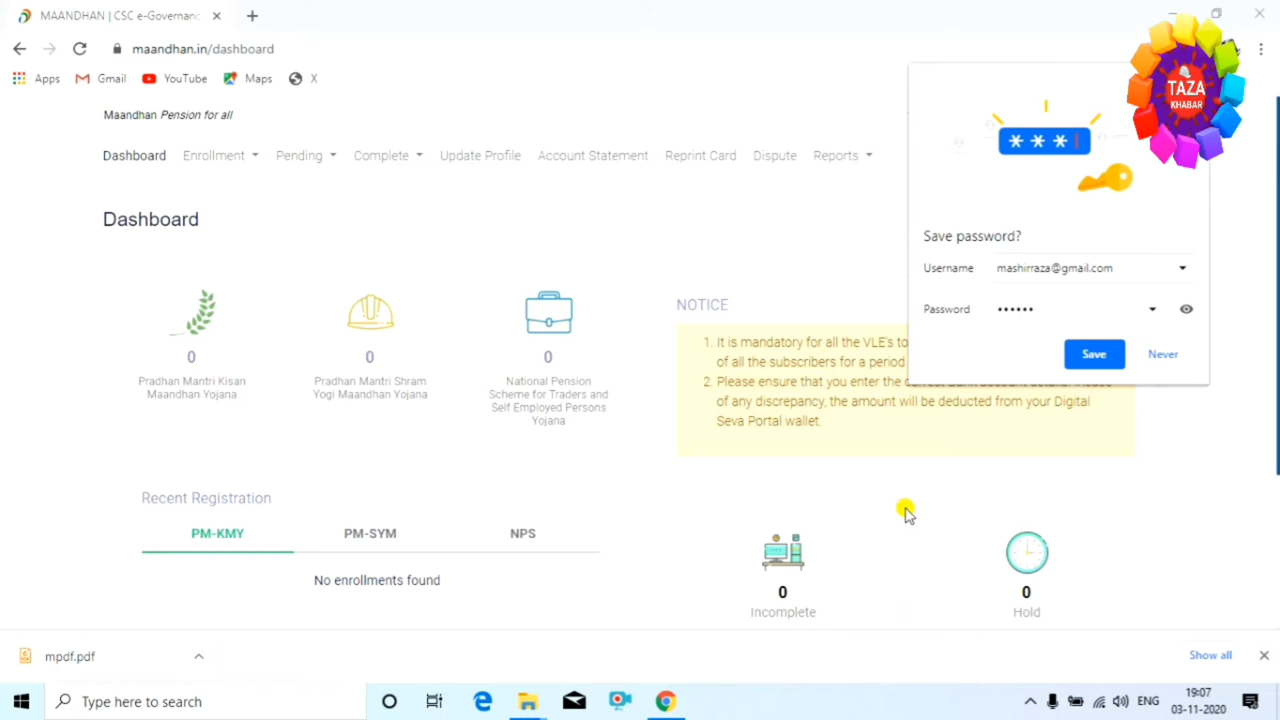 MAANDHAN | CSC e-Governanc
maandhan.in/dashboard
Apps Gmail YouTube Maps X
TAZA
KHABAR
Maandhan Pension for all
Dashboard Enrollment Pending Complete Update Profile Account Statement Reprint Card Dispute Reports
Dashboard
Save password?
Username mashirraza@gmail.com
Password ••••••
Save Never
0
Pradhan Mantri Kisan
Maandhan Yojana
0
Pradhan Mantri Shram
Yogi Maandhan Yojana
0
National Pension
Scheme for Traders and
Self Employed Persons
Yojana
NOTICE
1. It is mandatory for all the VLE's to
of all the subscribers for a period
2. Please ensure that you enter the
of any discrepancy, the amount will be deducted from your Digital
Seva Portal wallet.
Recent Registration
PM-KMY PM-SYM NPS
No enrollments found
0
Incomplete
0
Hold
mpdf.pdf
Show all
Type here to search
ENG
19:07
03-11-2020